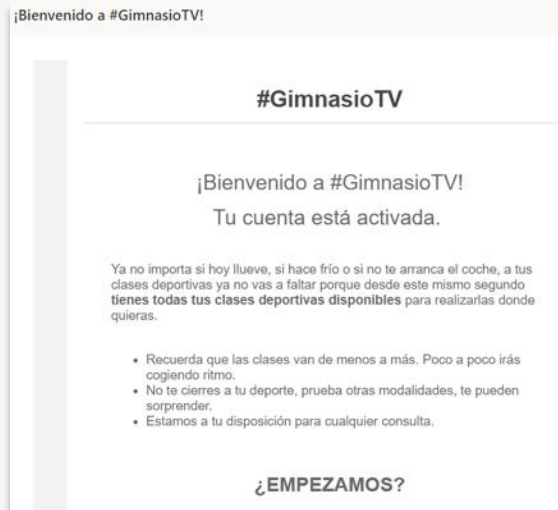 ¡Bienvenido a #GimnasioTV!
#GimnasioTV
¡Bienvenido a #GimnasioTV!
Tu cuenta está activada.
Ya no importa si hoy llueve, si hace frío o si no te arranca el coche, a tus
clases deportivas ya no vas a faltar porque desde este mismo segundo
tienes todas tus clases deportivas disponibles para realizarlas donde
quieras.
• Recuerda que las clases van de menos a más. Poco a poco irás
cogiendo ritmo.
• No te cierres a tu deporte, prueba otras modalidades, te pueden
sorprender.
• Estamos a tu disposición para cualquier consulta.
¿EMPEZAMOS?